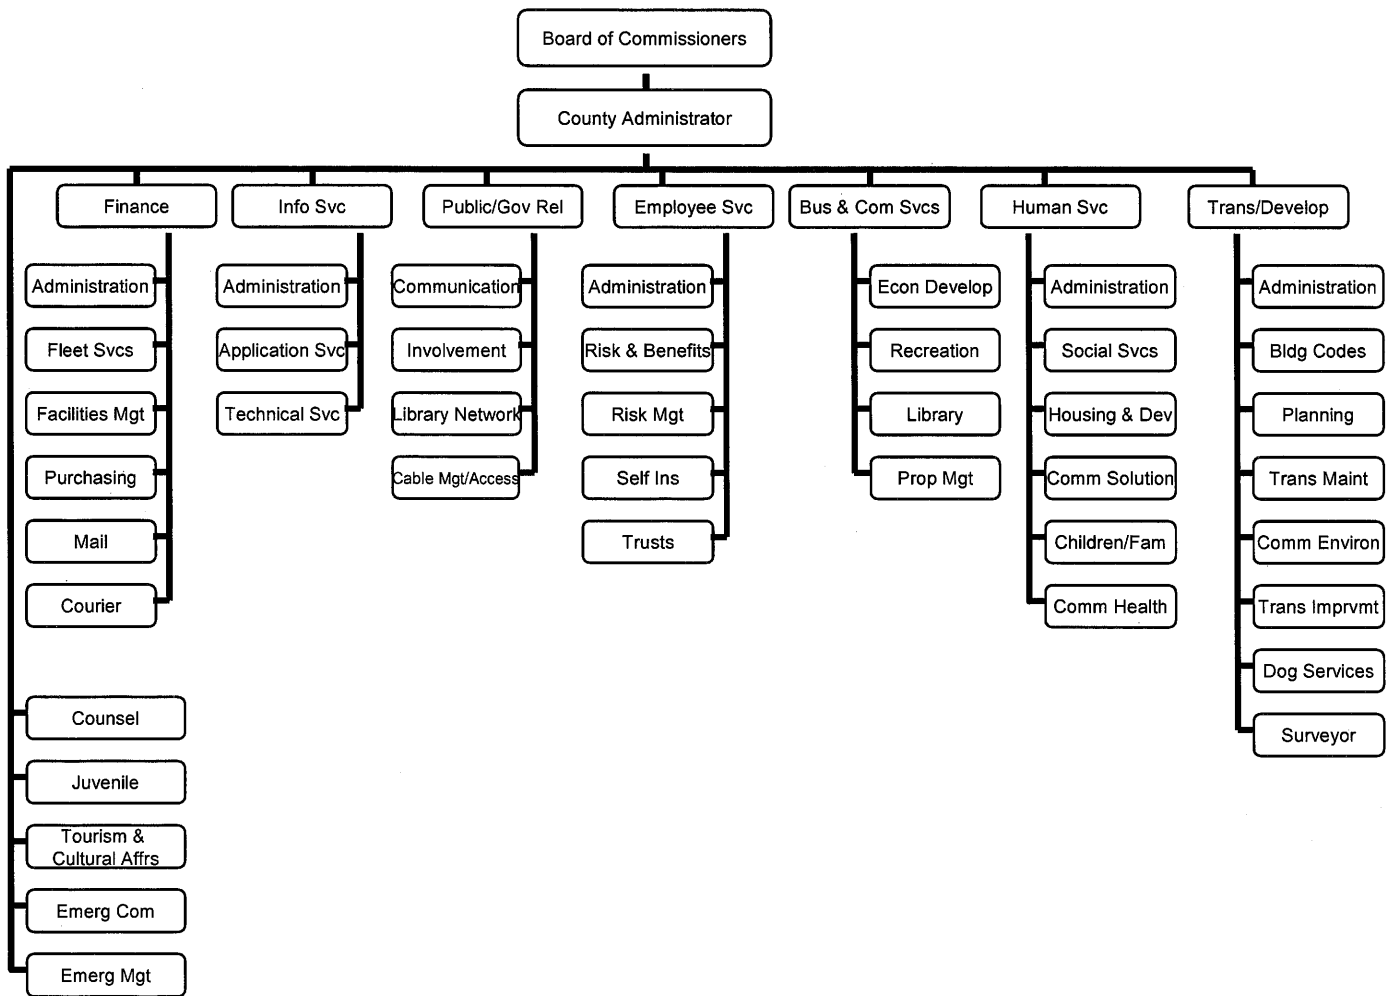 Board of Commissioners
County Administrator
Finance
Info Svc
Public/Gov Rel
Employee Svc
Bus & Com Svcs
Human Svc
Trans/Develop
Administration
Fleet Svcs
Facilities Mgt
Purchasing
Mail
Courier
Administration
Application Svc
Technical Svc
Communication
Involvement
Library Network
Cable Mgt/Access
Administration
Risk & Benefits
Risk Mgt
Self Ins
Trusts
Econ Develop
Recreation
Library
Prop Mgt
Administration
Social Svcs
Housing & Dev
Comm Solution
Children/Fam
Comm Health
Administration
Bldg Codes
Planning
Trans Maint
Comm Environ
Trans Imprvmt
Dog Services
Surveyor
Counsel
Juvenile
Tourism &
Cultural Affrs
Emerg Com
Emerg Mgt